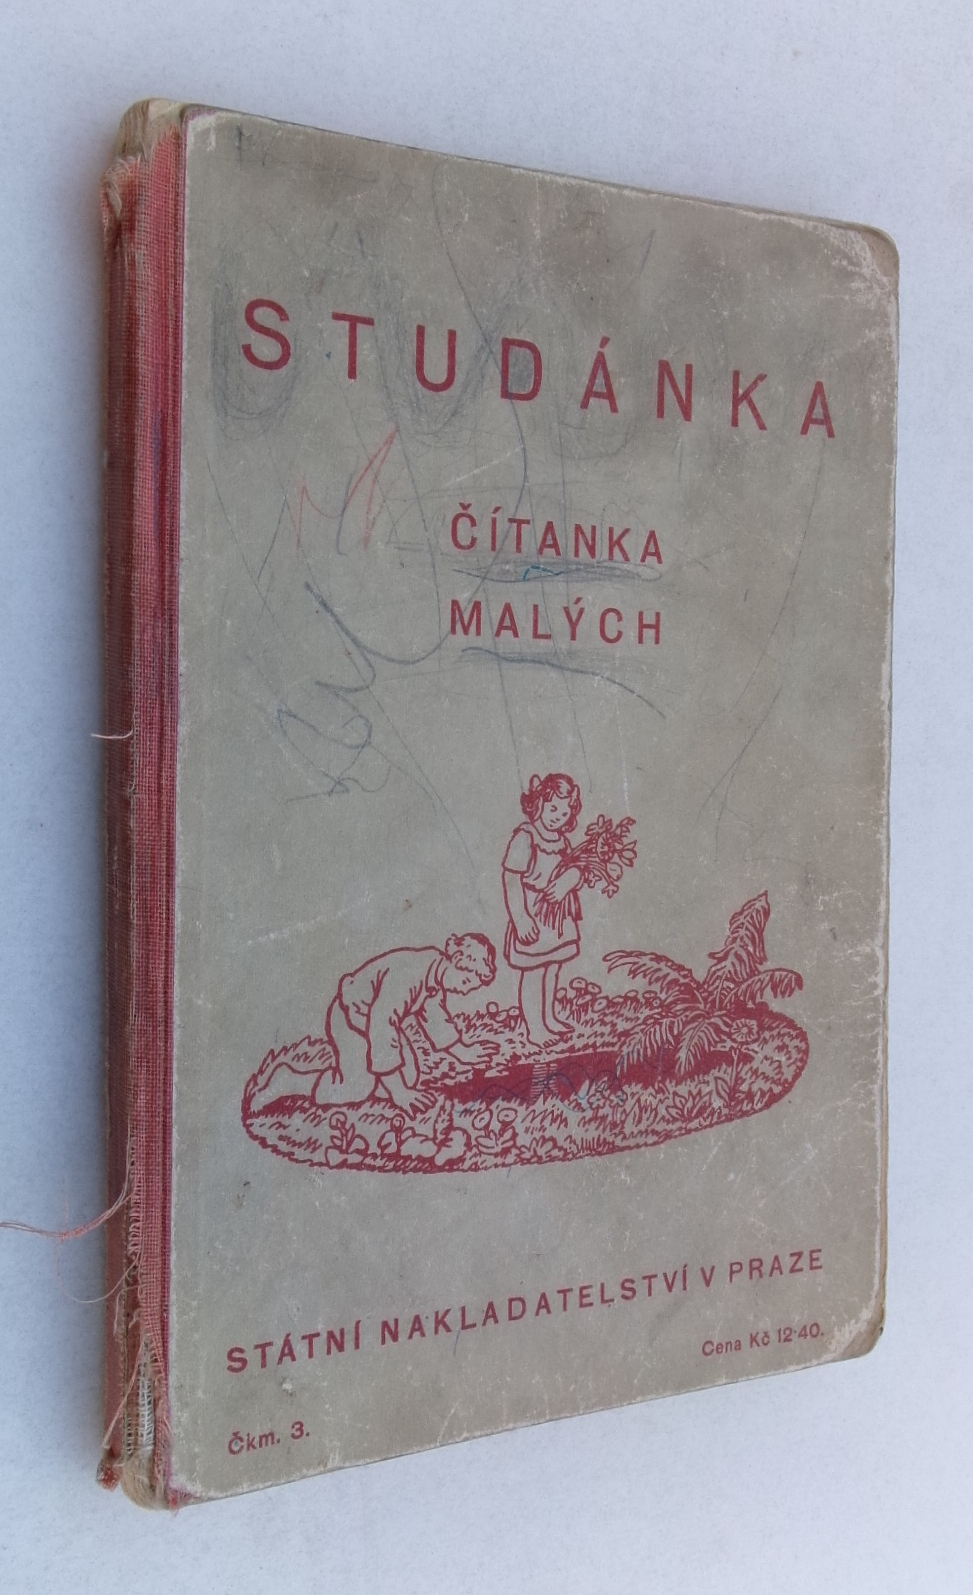 STUDÁNKA
ČÍTANKA
MALÝCH
STÁTNÍ NAKLADATELSTVÍ V PRAZE
Cena Kč 12·40.
Čkm. 3.